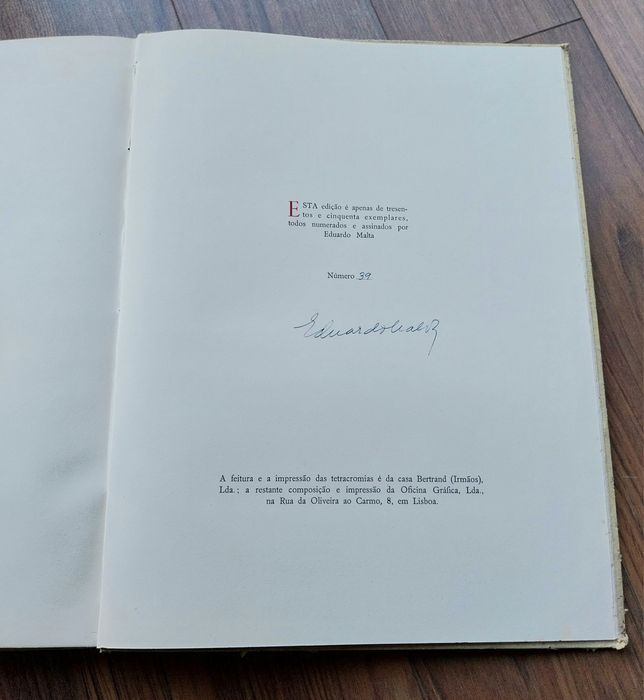 ESTA edição é apenas de tresen-
tos e cinquenta exemplares,
todos numerados e assinados por
Eduardo Malta
Número 39
Eduardo Malta
A feitura e a impressão das tetracromias é da casa Bertrand (Irmãos),
Lda.; a restante composição e impressão da Oficina Gráfica, Lda.,
na Rua da Oliveira ao Carmo, 8, em Lisboa.